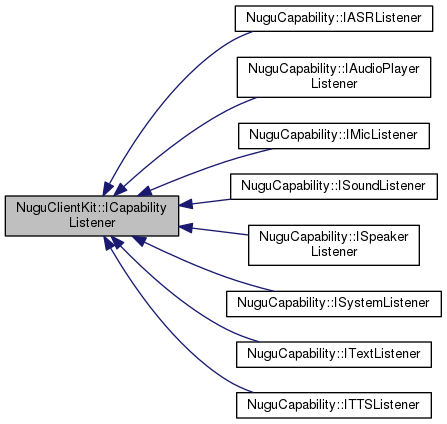 NuguCapability::IASRListener
NuguCapability::IAudioPlayer
Listener
NuguCapability::IMicListener
NuguCapability::ISoundListener
NuguClientKit::ICapability
Listener
NuguCapability::ISpeaker
Listener
NuguCapability::ISystemListener
NuguCapability::ITextListener
NuguCapability::ITTSListener